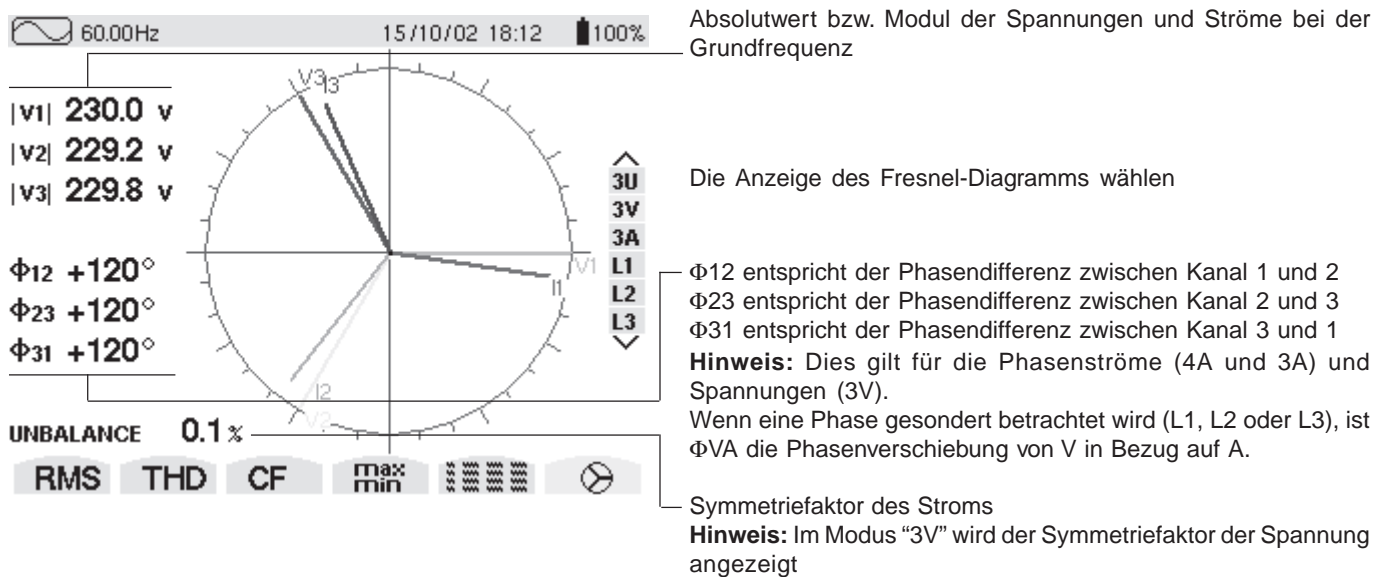 60.00Hz 15/10/02 18:12 100%
|V1| 230.0 v
|V2| 229.2 v
|V3| 229.8 v
Φ12 +120°
Φ23 +120°
Φ31 +120°
UNBALANCE 0.1 %
V3
I3
V1
I1
I2
V2
3U
3V
3A
L1
L2
L3
RMS THD CF max min
Absolutwert bzw. Modul der Spannungen und Ströme bei der
Grundfrequenz
Die Anzeige des Fresnel-Diagramms wählen
Φ12 entspricht der Phasendifferenz zwischen Kanal 1 und 2
Φ23 entspricht der Phasendifferenz zwischen Kanal 2 und 3
Φ31 entspricht der Phasendifferenz zwischen Kanal 3 und 1
Hinweis: Dies gilt für die Phasenströme (4A und 3A) und
Spannungen (3V).
Wenn eine Phase gesondert betrachtet wird (L1, L2 oder L3), ist
ΦVA die Phasenverschiebung von V in Bezug auf A.
Symmetriefaktor des Stroms
Hinweis: Im Modus “3V” wird der Symmetriefaktor der Spannung
angezeigt